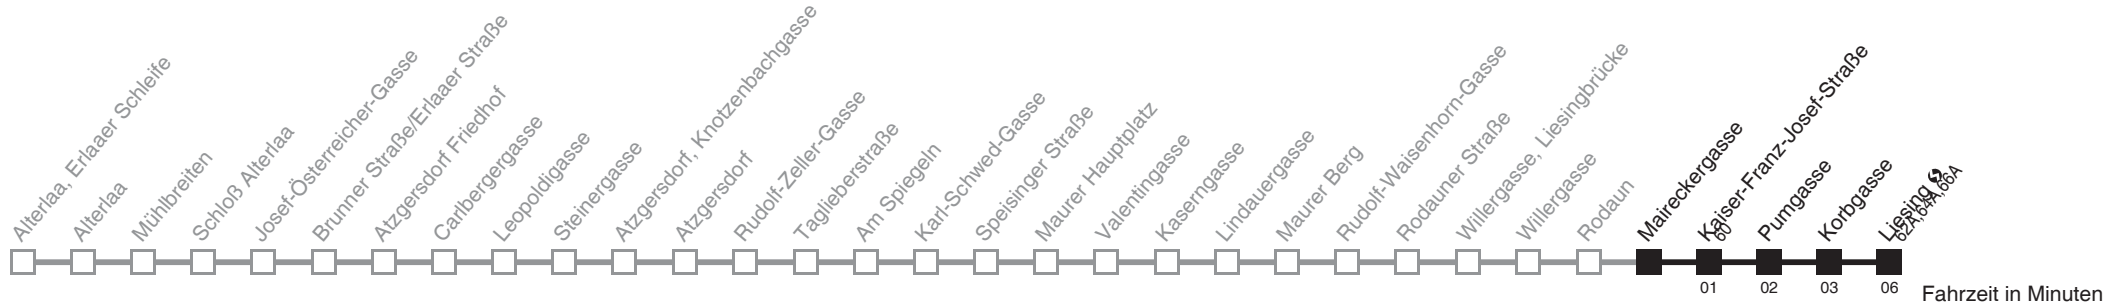 Alterlaa, Erlaaer Schleife
Alterlaa
Mühlbreiten
Schloß Alterlaa
Josef-Österreicher-Gasse
Brunner Straße/Erlaaer Straße
Atzgersdorf Friedhof
Carlbergergasse
Leopoldigasse
Steinergasse
Atzgersdorf, Knotzenbachgasse
Atzgersdorf
Rudolf-Zeller-Gasse
Taglieberstraße
Am Spiegeln
Karl-Schwed-Gasse
Speisinger Straße
Maurer Hauptplatz
Valentingasse
Kaserngasse
Lindauergasse
Maurer Berg
Rudolf-Waisenhorn-Gasse
Rodauner Straße
Willergasse, Liesingbrücke
Willergasse
Rodaun
Maireckergasse
Kaiser-Franz-Josef-Straße
60
Pumgasse
Korbgasse
Liesing
62A,64A,66A
01 02 03 06 Fahrzeit in Minuten